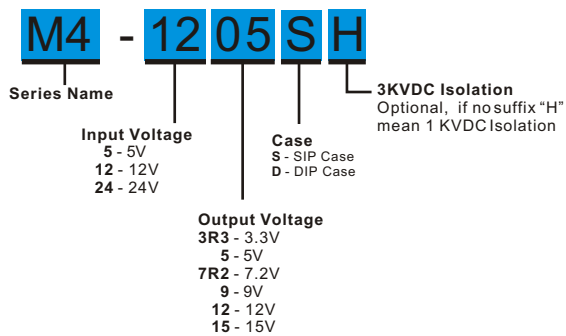 M4 - 12 05 S H
Series Name
Input Voltage
5 - 5V
12 - 12V
24 - 24V
Output Voltage
3R3 - 3.3V
5 - 5V
7R2 - 7.2V
9 - 9V
12 - 12V
15 - 15V
Case
S - SIP Case
D - DIP Case
3KVDC Isolation
Optional, if no suffix “H”
mean 1 KVDC Isolation